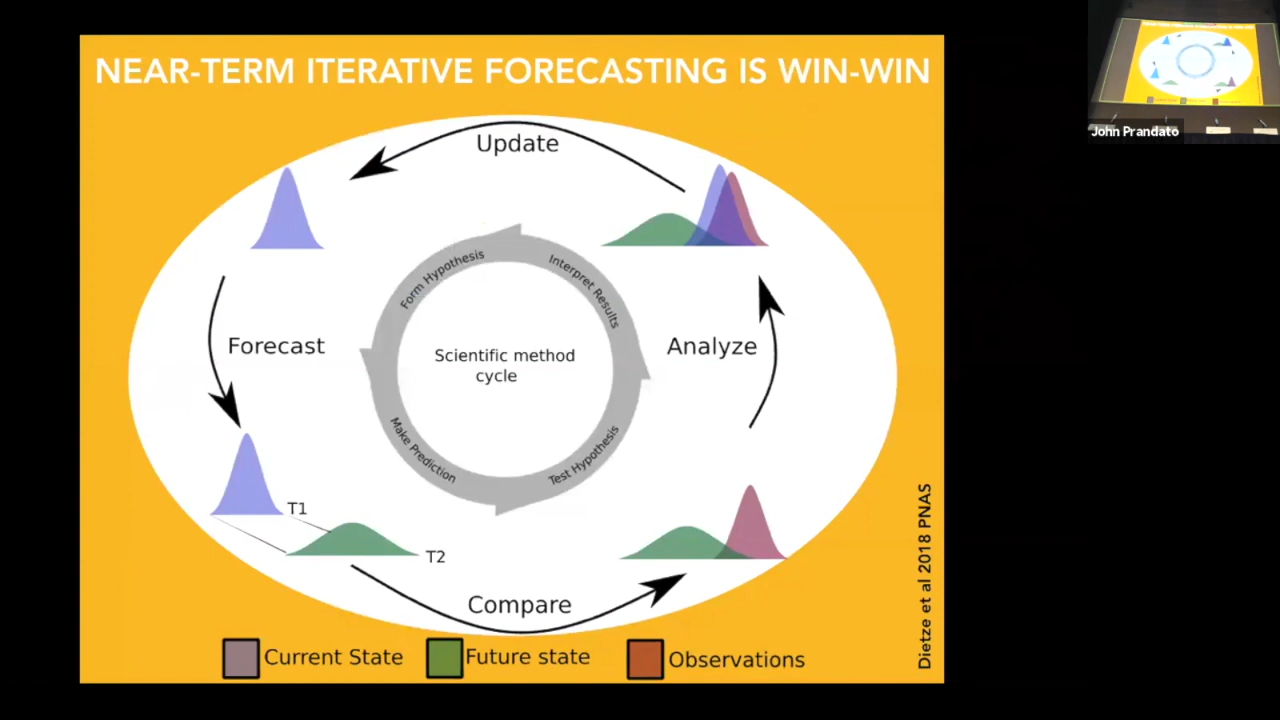 NEAR-TERM ITERATIVE FORECASTING IS WIN-WIN
Update
Form Hypothesis
Interpret Results
Forecast
Scientific method
cycle
Analyze
Make Prediction
Test Hypothesis
T1
T2
Compare
Current State
Future state
Observations
Dietze et al 2018 PNAS
John Prandato